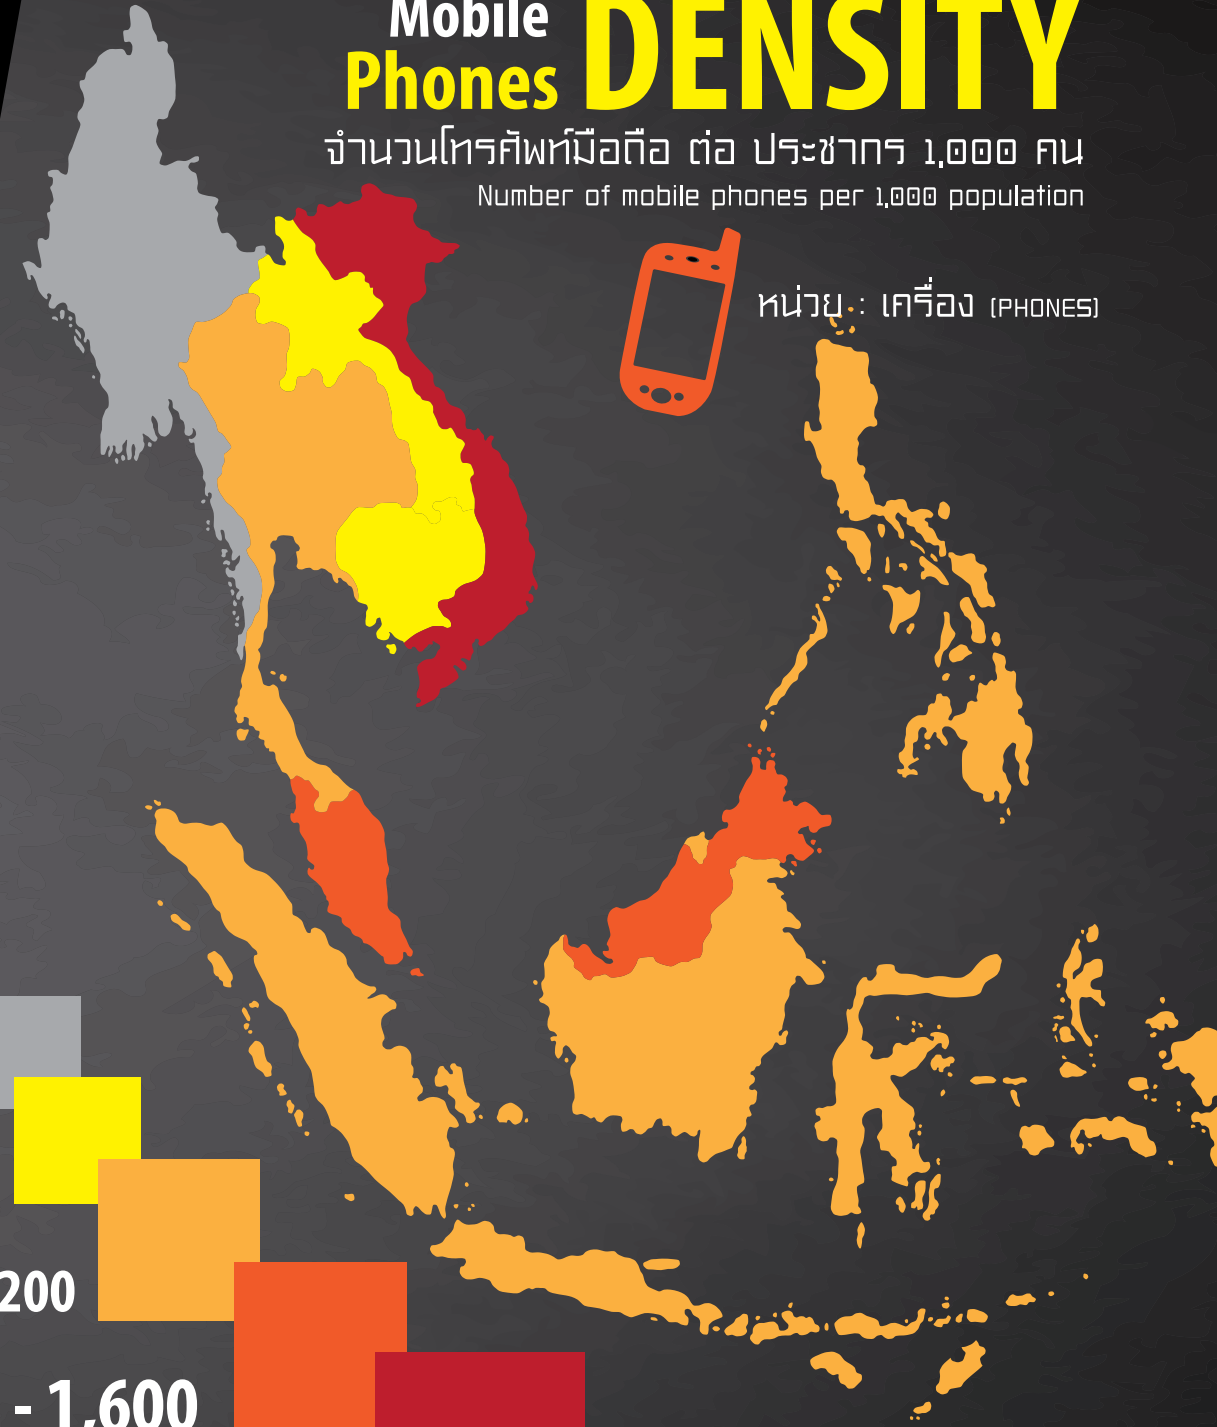 Mobile
Phones DENSITY
จำนวนโทรศัพท์มือถือ ต่อ ประชากร 1,000 คน
Number of mobile phones per 1,000 population
หน่วย : เครื่อง (PHONES)
200
- 1,600